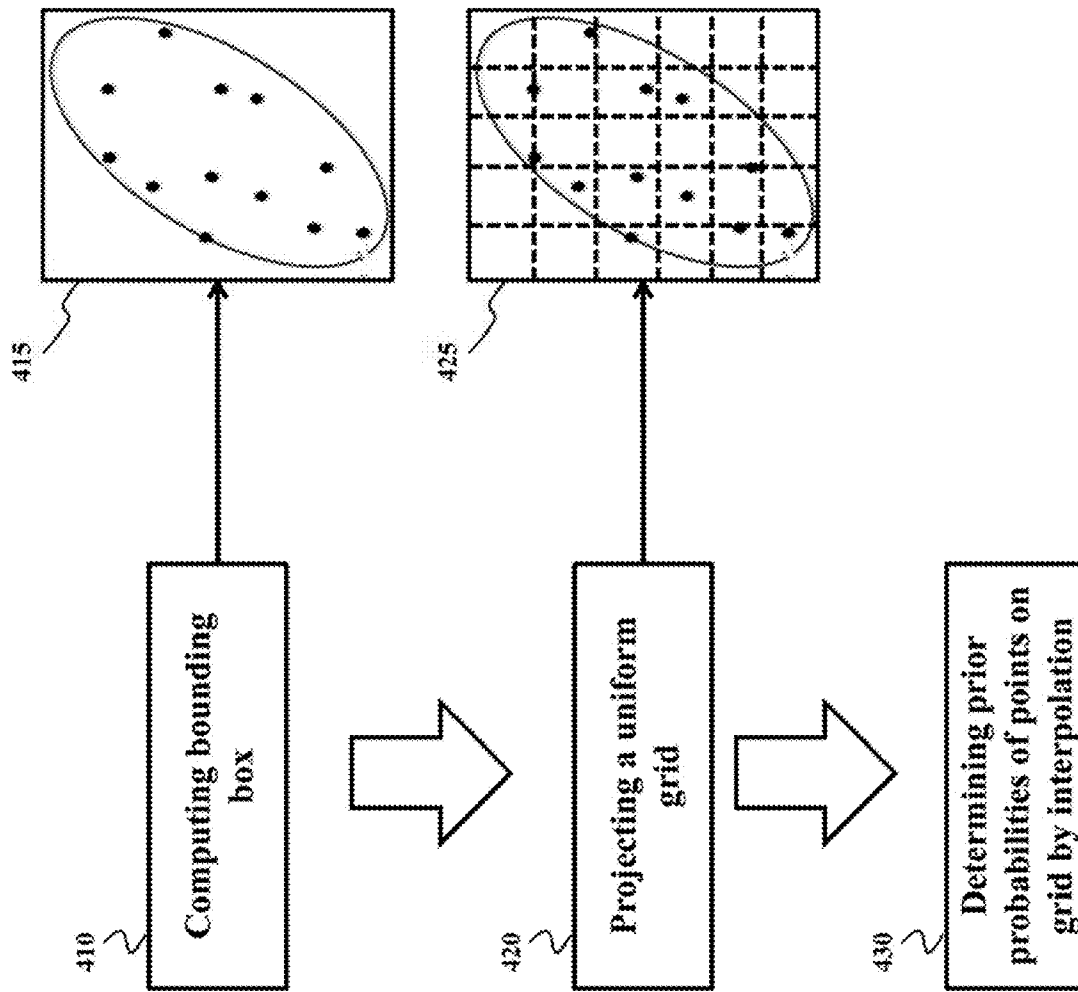 410
Computing bounding
box
415
420
Projecting a uniform
grid
425
430
Determining prior
probabilities of points on
grid by interpolation